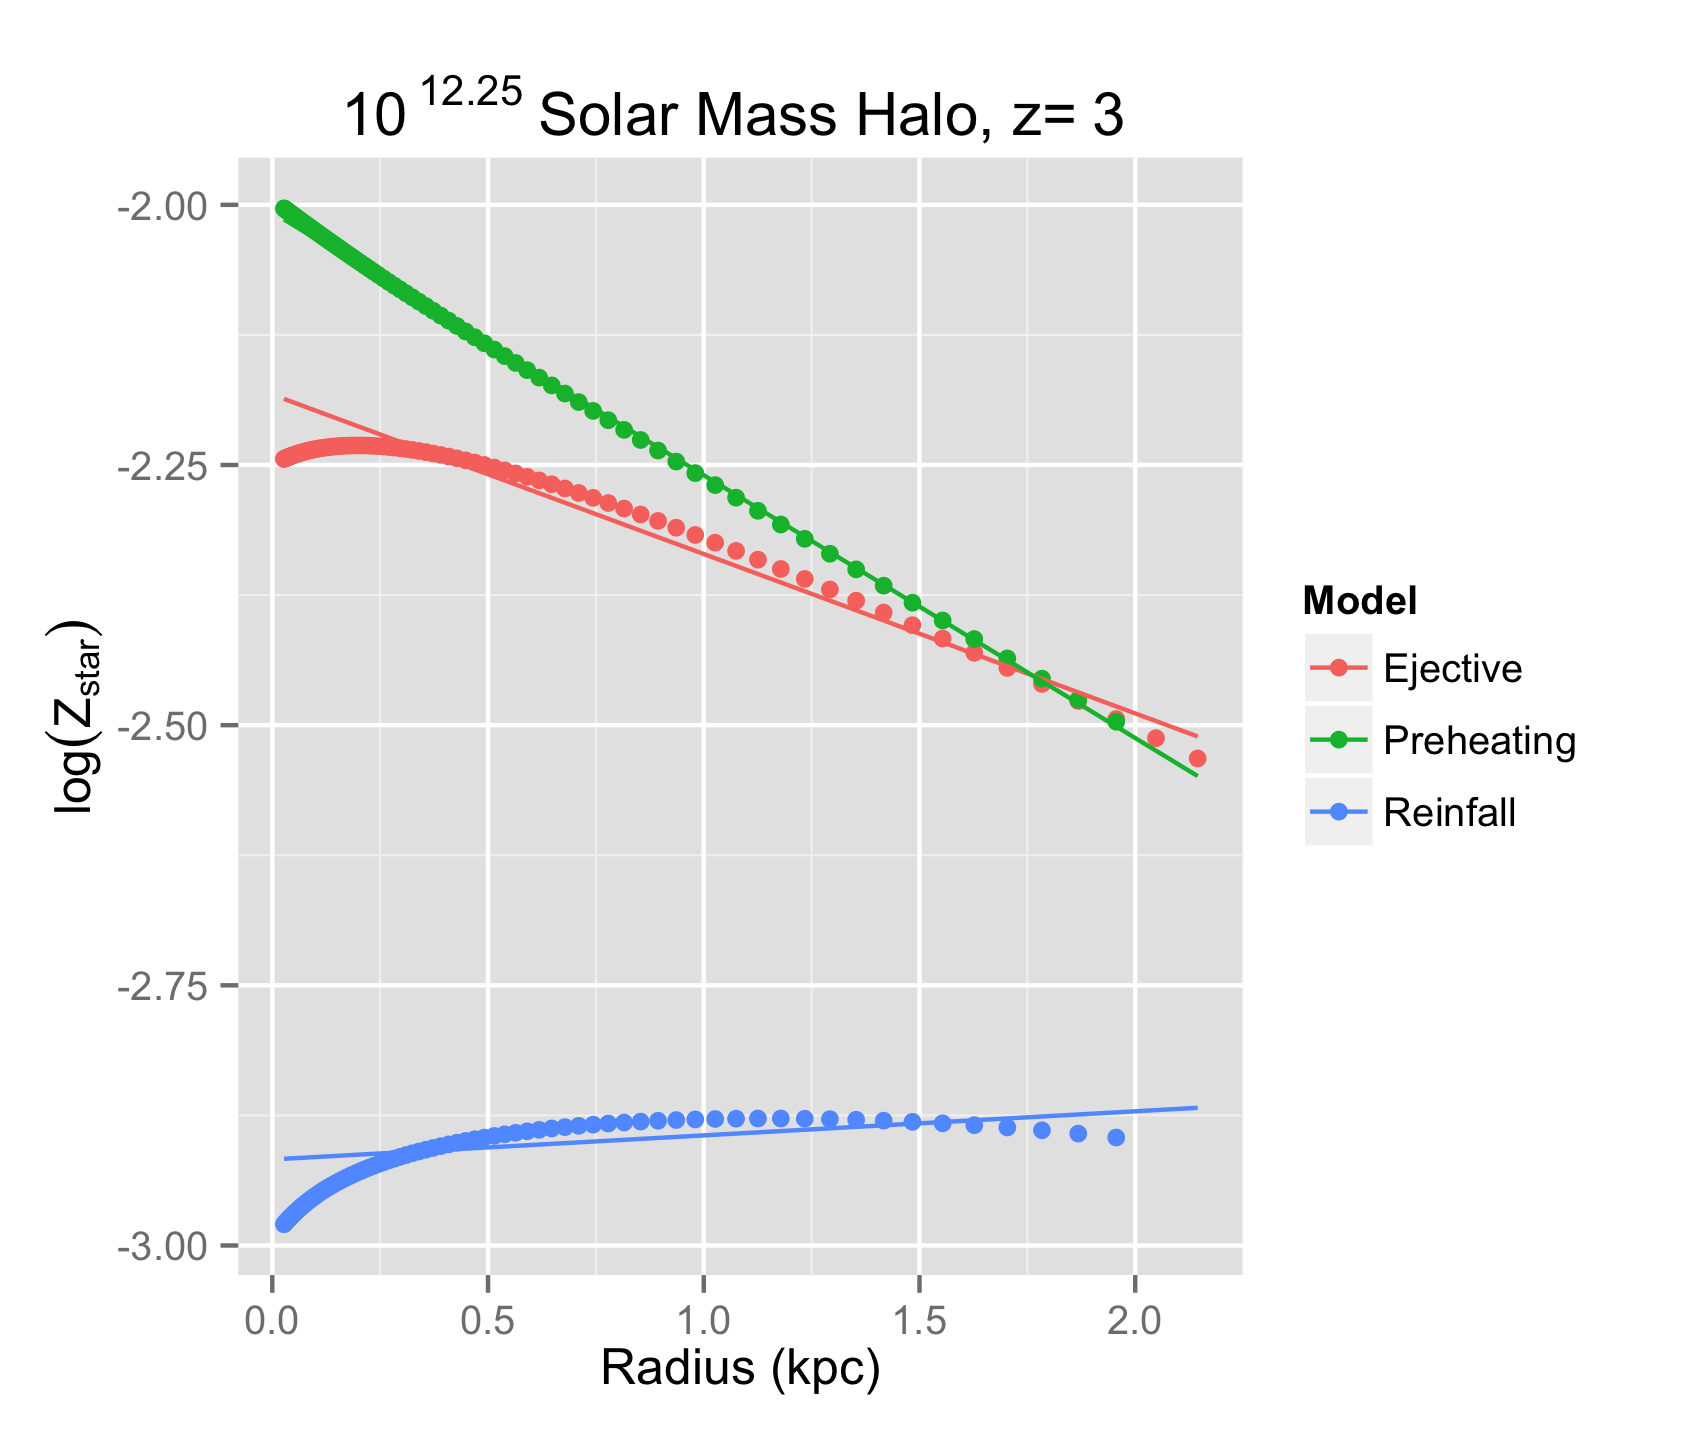 10 12.25 Solar Mass Halo, z= 3
-2.00
-2.25
-2.50
-2.75
-3.00
log(Zstar)
0.0 0.5 1.0 1.5 2.0
Radius (kpc)
Model
Ejective
Preheating
Reinfall